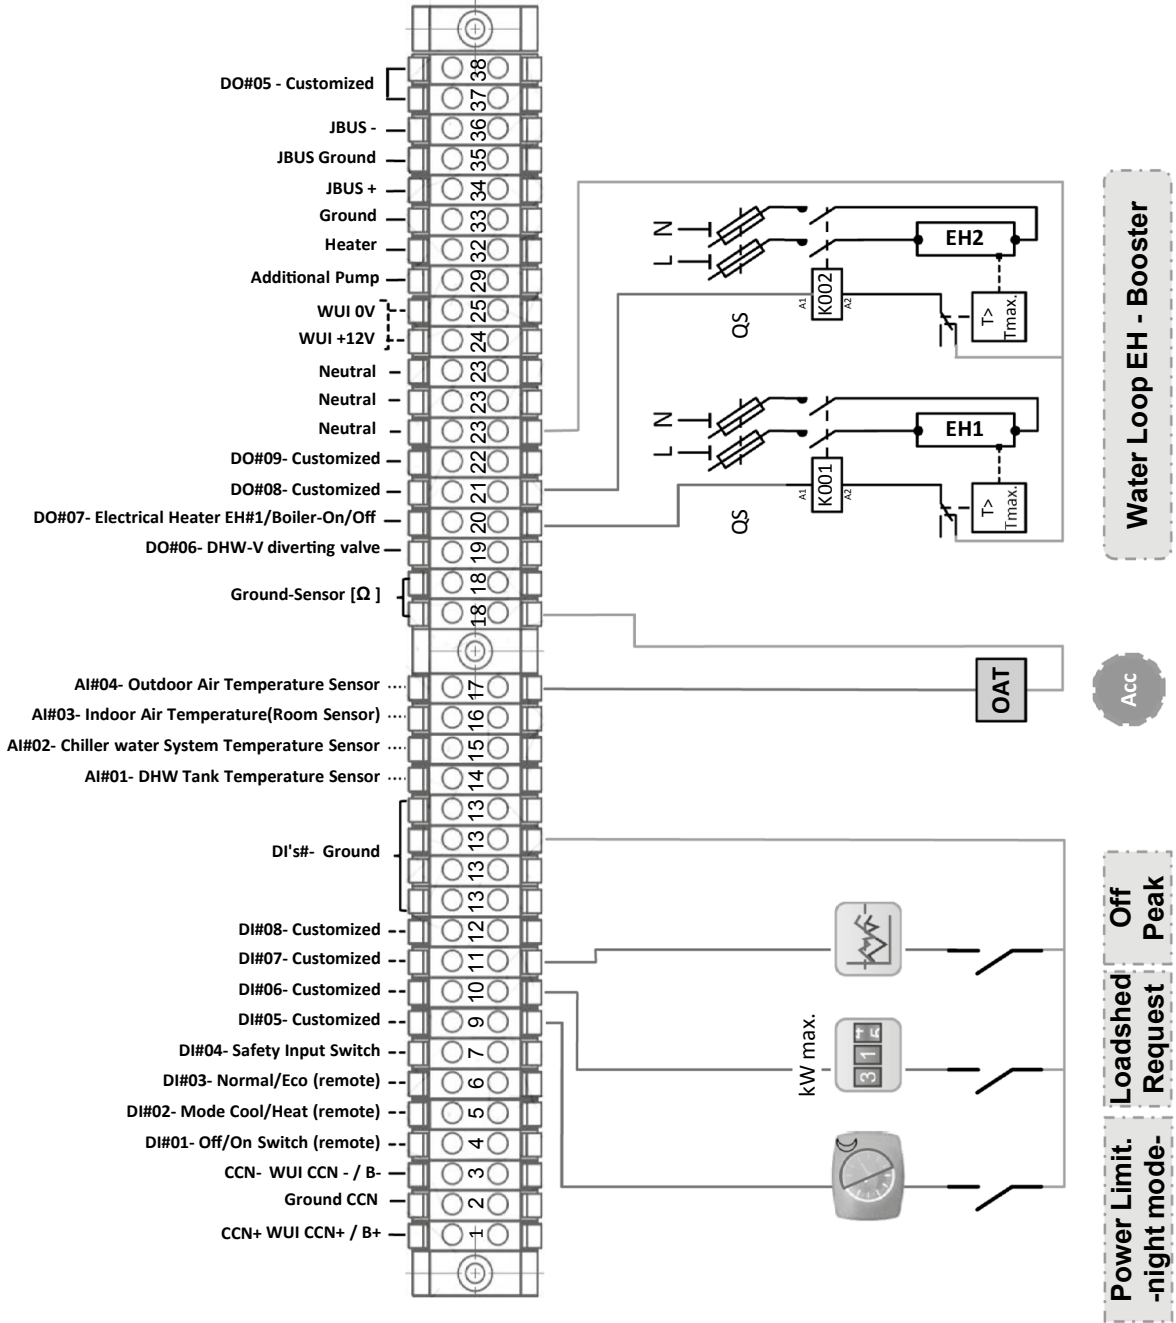 DO#05 - Customized
JBUS -
JBUS Ground
JBUS +
Ground
Heater
Additional Pump
WUI 0V
WUI +12V
Neutral
Neutral
Neutral
DO#09- Customized
DO#08- Customized
DO#07- Electrical Heater EH#1/Boiler-On/Off
DO#06- DHW-V diverting valve
Ground-Sensor [Ω ]
AI#04- Outdoor Air Temperature Sensor
AI#03- Indoor Air Temperature(Room Sensor)
AI#02- Chiller water System Temperature Sensor
AI#01- DHW Tank Temperature Sensor
DI's#- Ground
DI#08- Customized
DI#07- Customized
DI#06- Customized
DI#05- Customized
DI#04- Safety Input Switch
DI#03- Normal/Eco (remote)
DI#02- Mode Cool/Heat (remote)
DI#01- Off/On Switch (remote)
CCN- WUI CCN - / B-
Ground CCN
CCN+ WUI CCN+ / B+
38
37
36
35
34
33
32
29
25
24
23
23
23
22
21
20
19
18
18
17
16
15
14
13
13
13
13
12
11
10
9
7
6
5
4
3
2
1
N
L
QS
A1
K002
A2
EH2
T>
Tmax.
N
L
QS
A1
K001
A2
EH1
T>
Tmax.
OAT
kW max.
3 1
Water Loop EH - Booster
Acc
Off
Peak
Loadshed
Request
Power Limit.
-night mode-